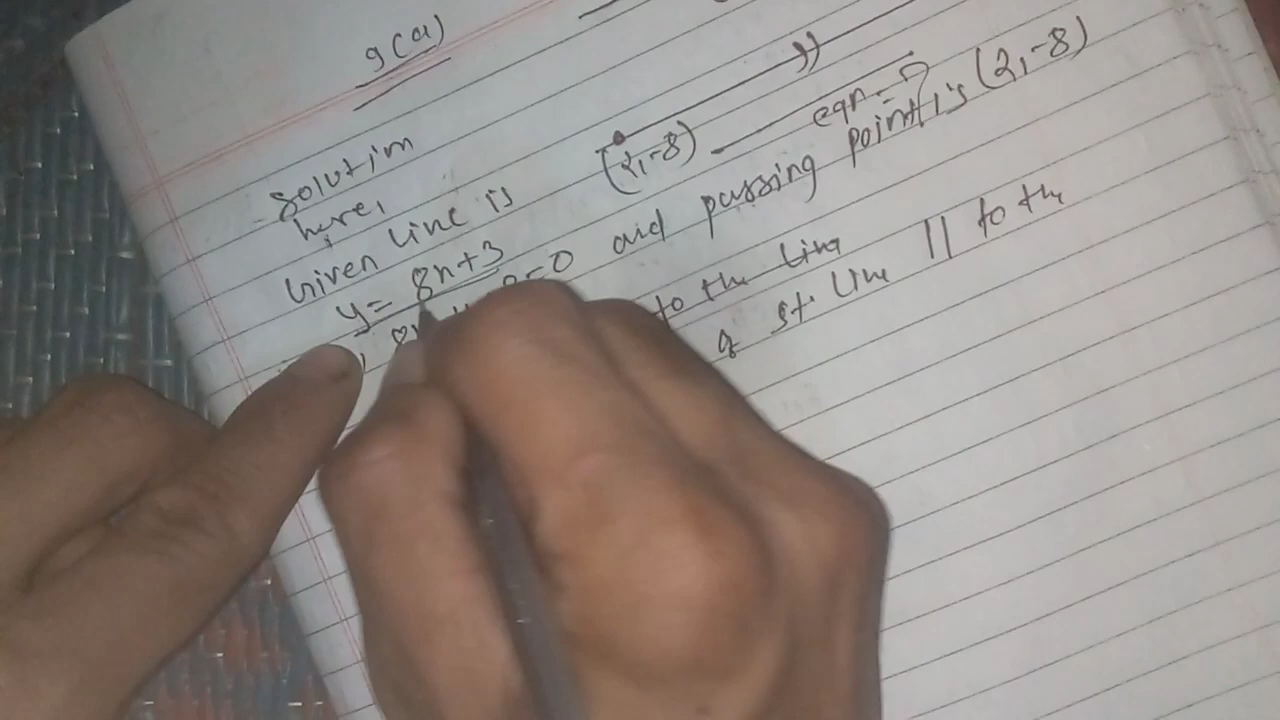 9(a)
Solution
here,
Given line is
(2,-8) eqn=?
y = 8x+3
=0 and passing point is (2,-8)
to the line
st. line || to the